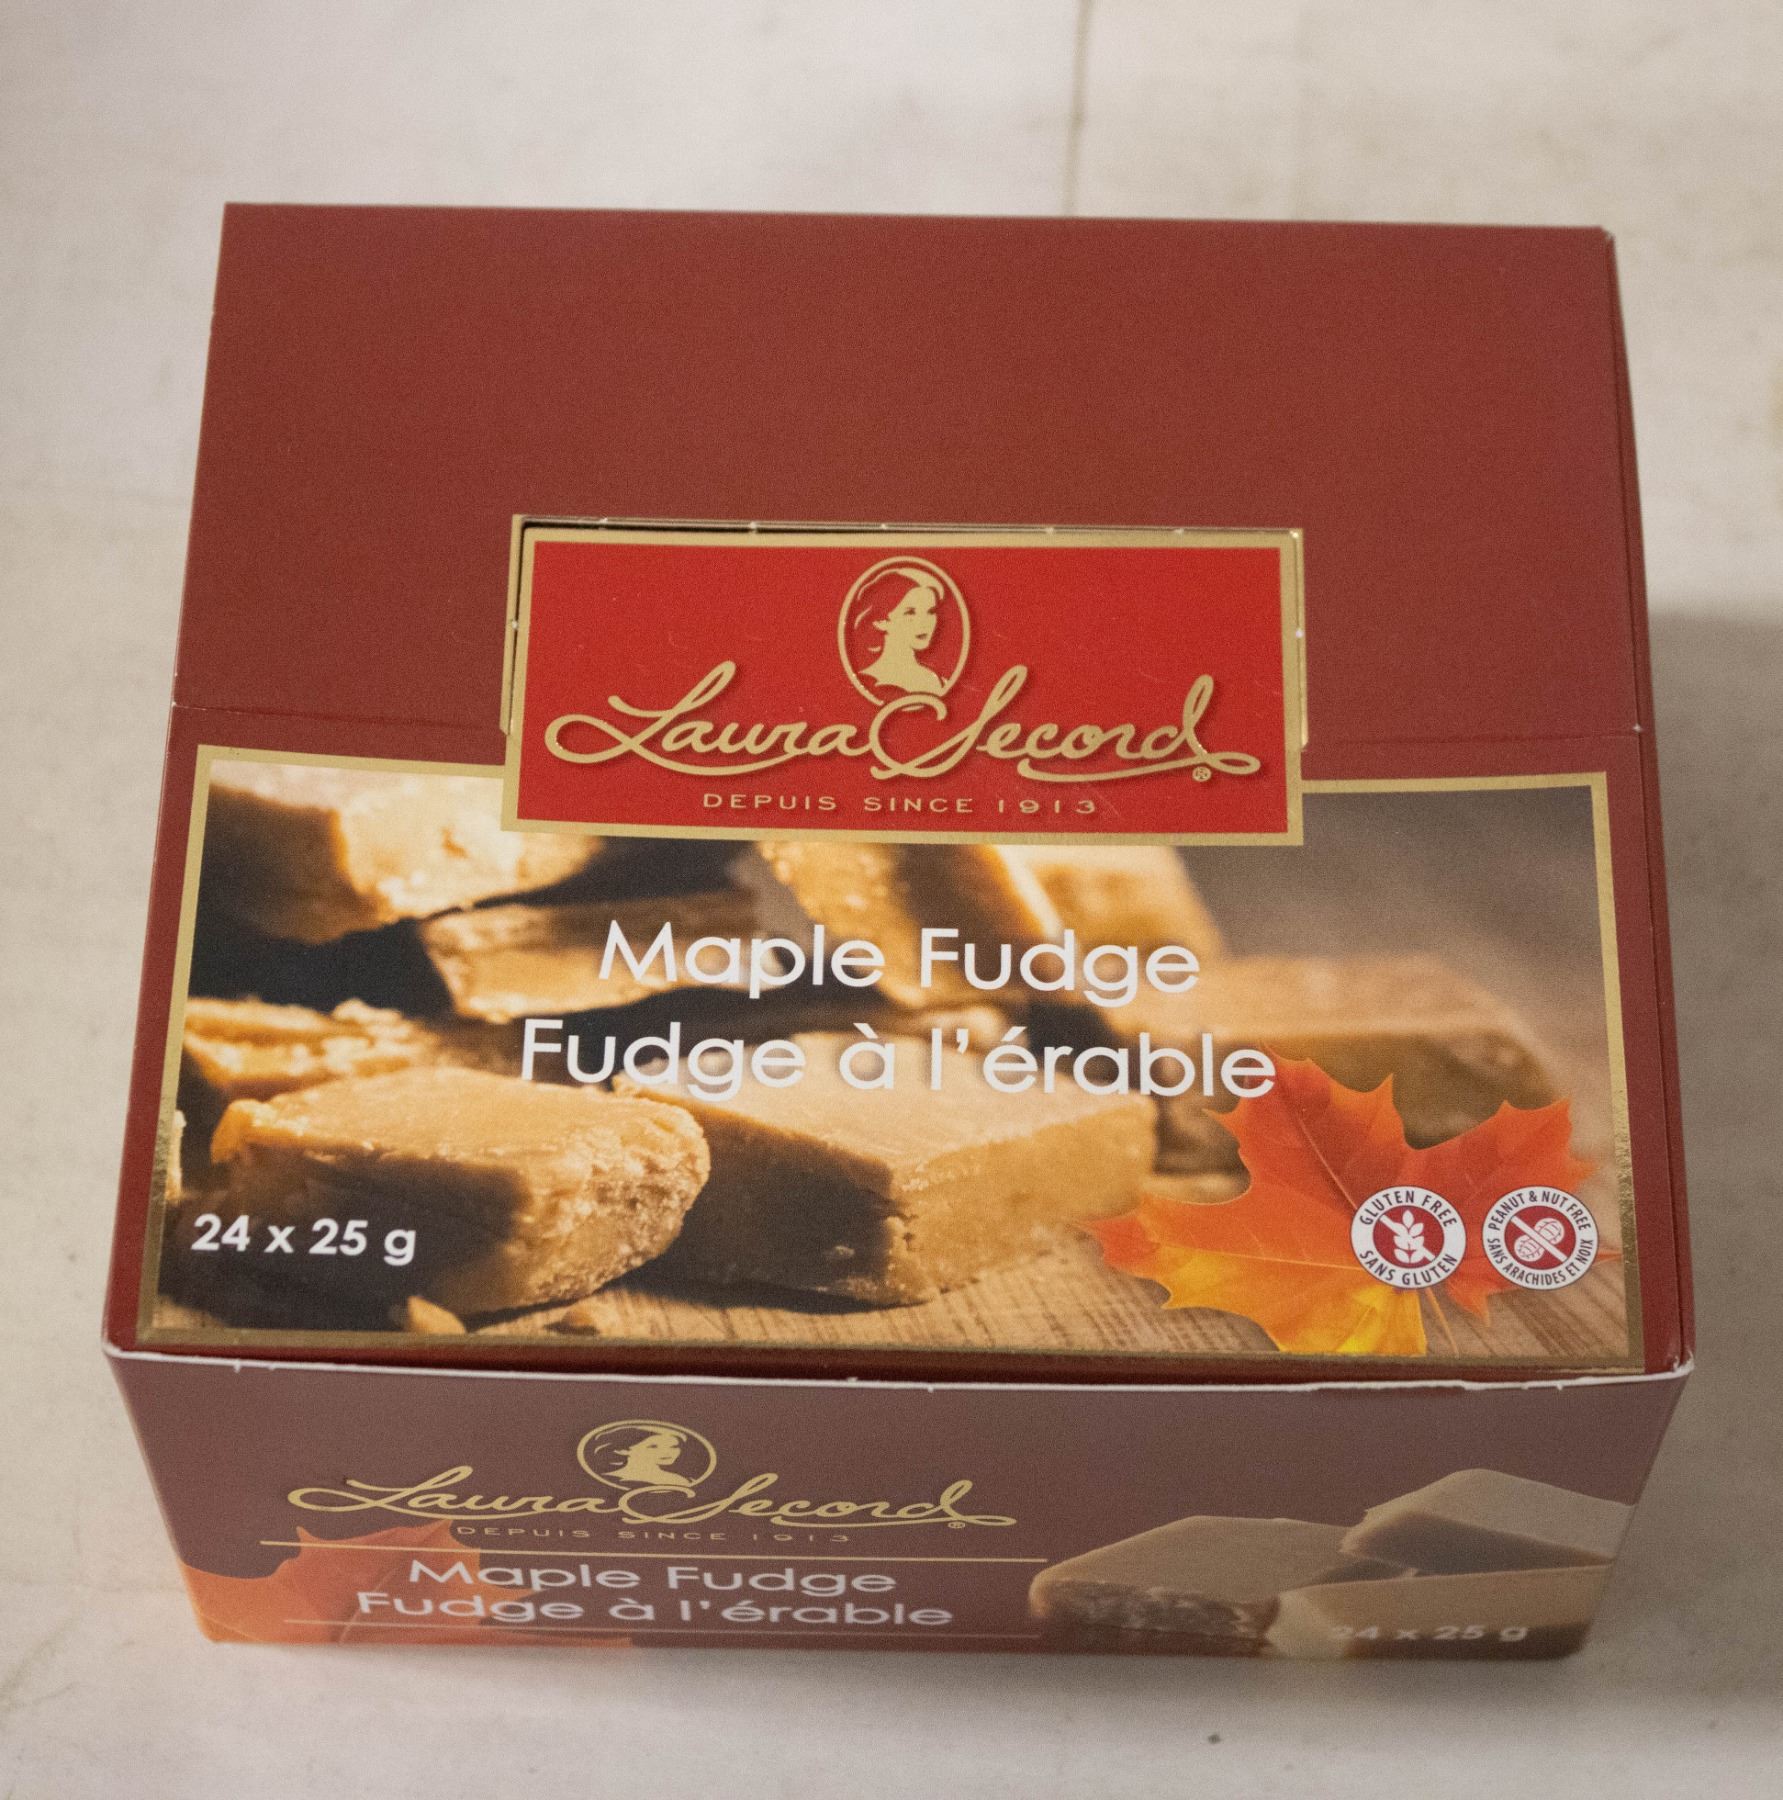 Laura Secord®
DEPUIS SINCE 1913
Maple Fudge
Fudge à l'érable
24 x 25 g
GLUTEN FREE
SANS GLUTEN
PEANUT & NUT FREE
SANS ARACHIDES ET NOIX
Laura Secord®
DEPUIS SINCE 1913
Maple Fudge
Fudge à l'érable
24 x 25 g